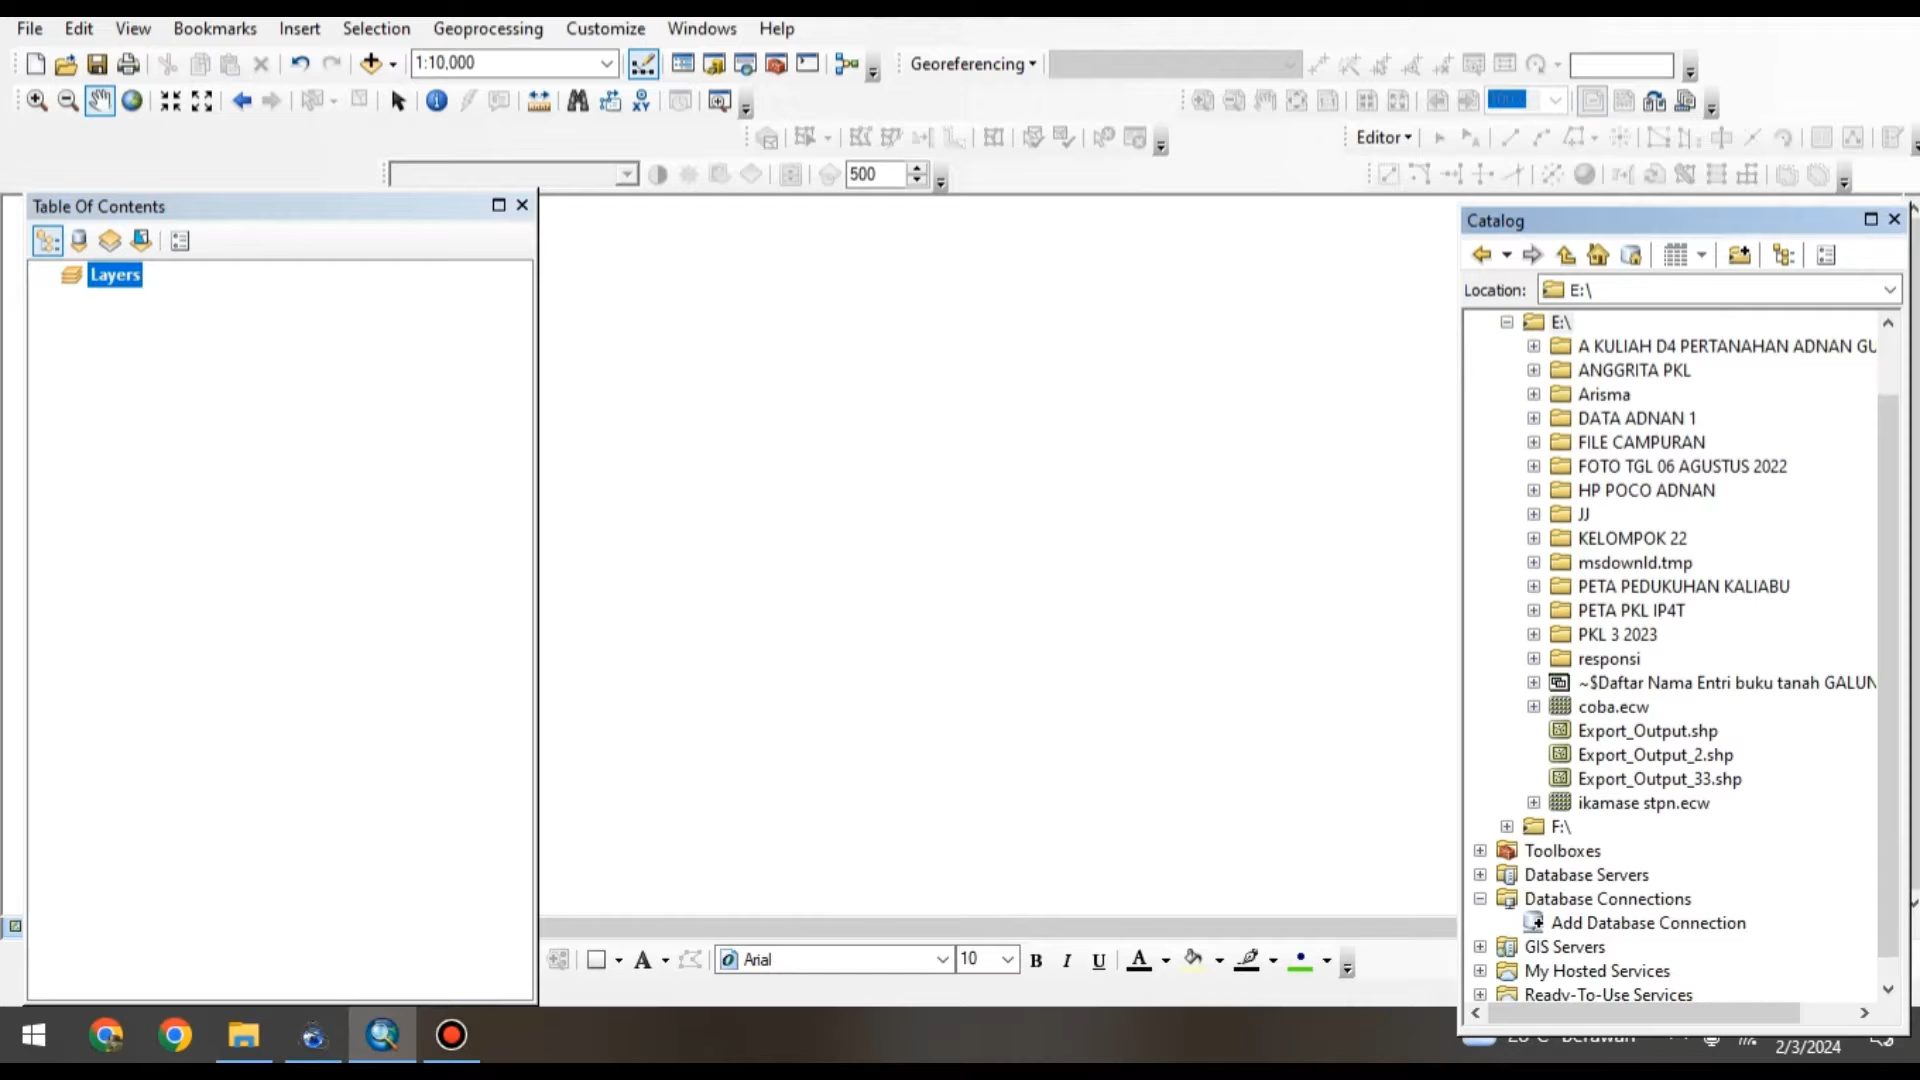 File Edit View Bookmarks Insert Selection Geoprocessing Customize Windows Help
1:10,000
Georeferencing
XY
Editor
500
Table Of Contents
Layers
Catalog
Location: E:\
E:\
A KULIAH D4 PERTANAHAN ADNAN GU
ANGGRITA PKL
Arisma
DATA ADNAN 1
FILE CAMPURAN
FOTO TGL 06 AGUSTUS 2022
HP POCO ADNAN
JJ
KELOMPOK 22
msdownld.tmp
PETA PEDUKUHAN KALIABU
PETA PKL IP4T
PKL 3 2023
responsi
~$Daftar Nama Entri buku tanah GALUN
coba.ecw
Export_Output.shp
Export_Output_2.shp
Export_Output_33.shp
ikamase stpn.ecw
F:\
Toolboxes
Database Servers
Database Connections
Add Database Connection
GIS Servers
My Hosted Services
Ready-To-Use Services
A Arial 10 B I U A
2/3/2024